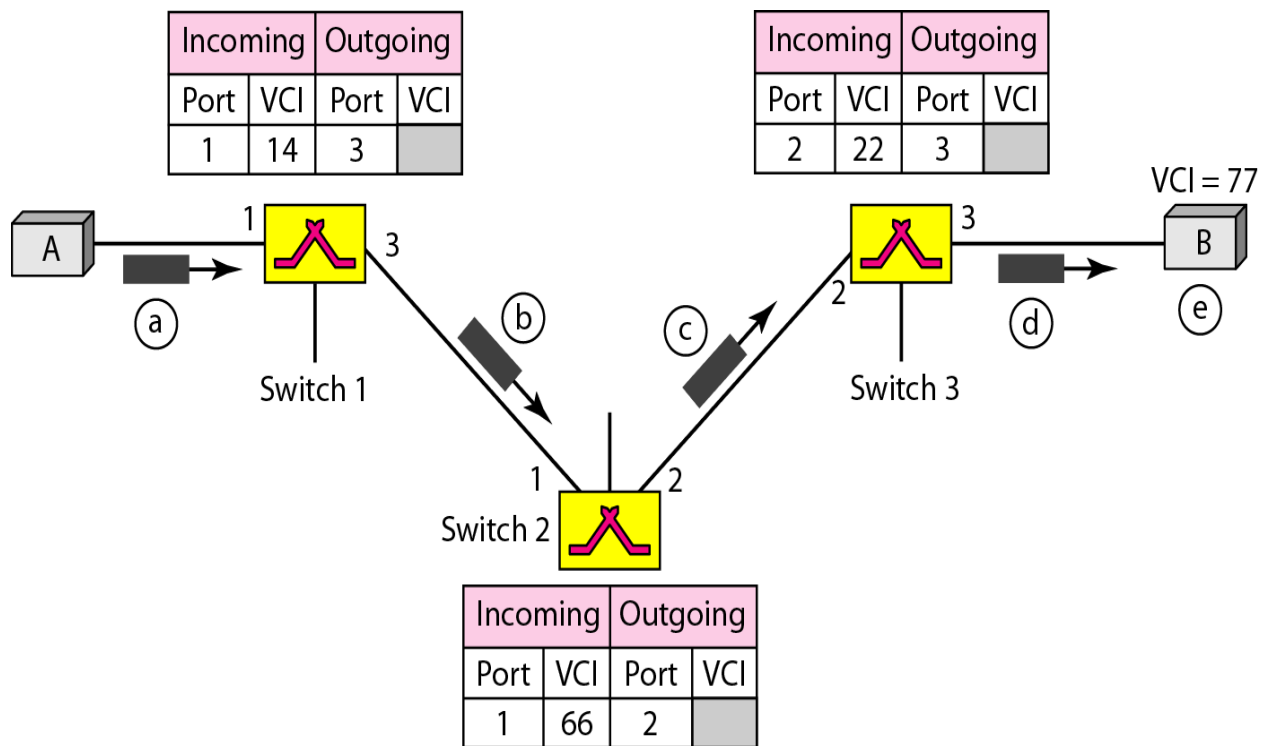 Incoming Outgoing
Port VCI Port VCI
1 14 3
Incoming Outgoing
Port VCI Port VCI
2 22 3
VCI = 77
A
1
3
3
B
2
a
b
c
d
e
Switch 1
Switch 3
1
2
Switch 2
Incoming Outgoing
Port VCI Port VCI
1 66 2